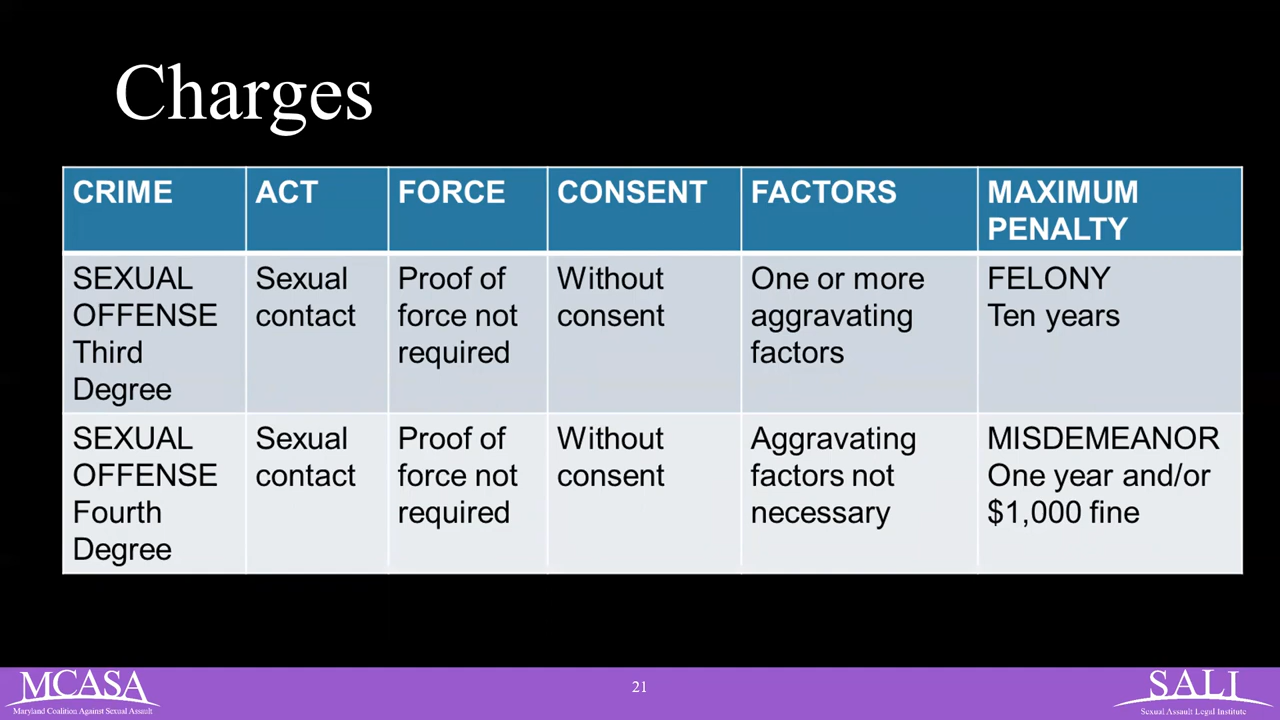 Charges
CRIME
ACT
FORCE
CONSENT
FACTORS
MAXIMUM
PENALTY
SEXUAL
OFFENSE
Third
Degree
Sexual
contact
Proof of
force not
required
Without
consent
One or more
aggravating
factors
FELONY
Ten years
SEXUAL
OFFENSE
Fourth
Degree
Sexual
contact
Proof of
force not
required
Without
consent
Aggravating
factors not
necessary
MISDEMEANOR
One year and/or
$1,000 fine
MCASA
Maryland Coalition Against Sexual Assault
21
SALI
Sexual Assault Legal Institute